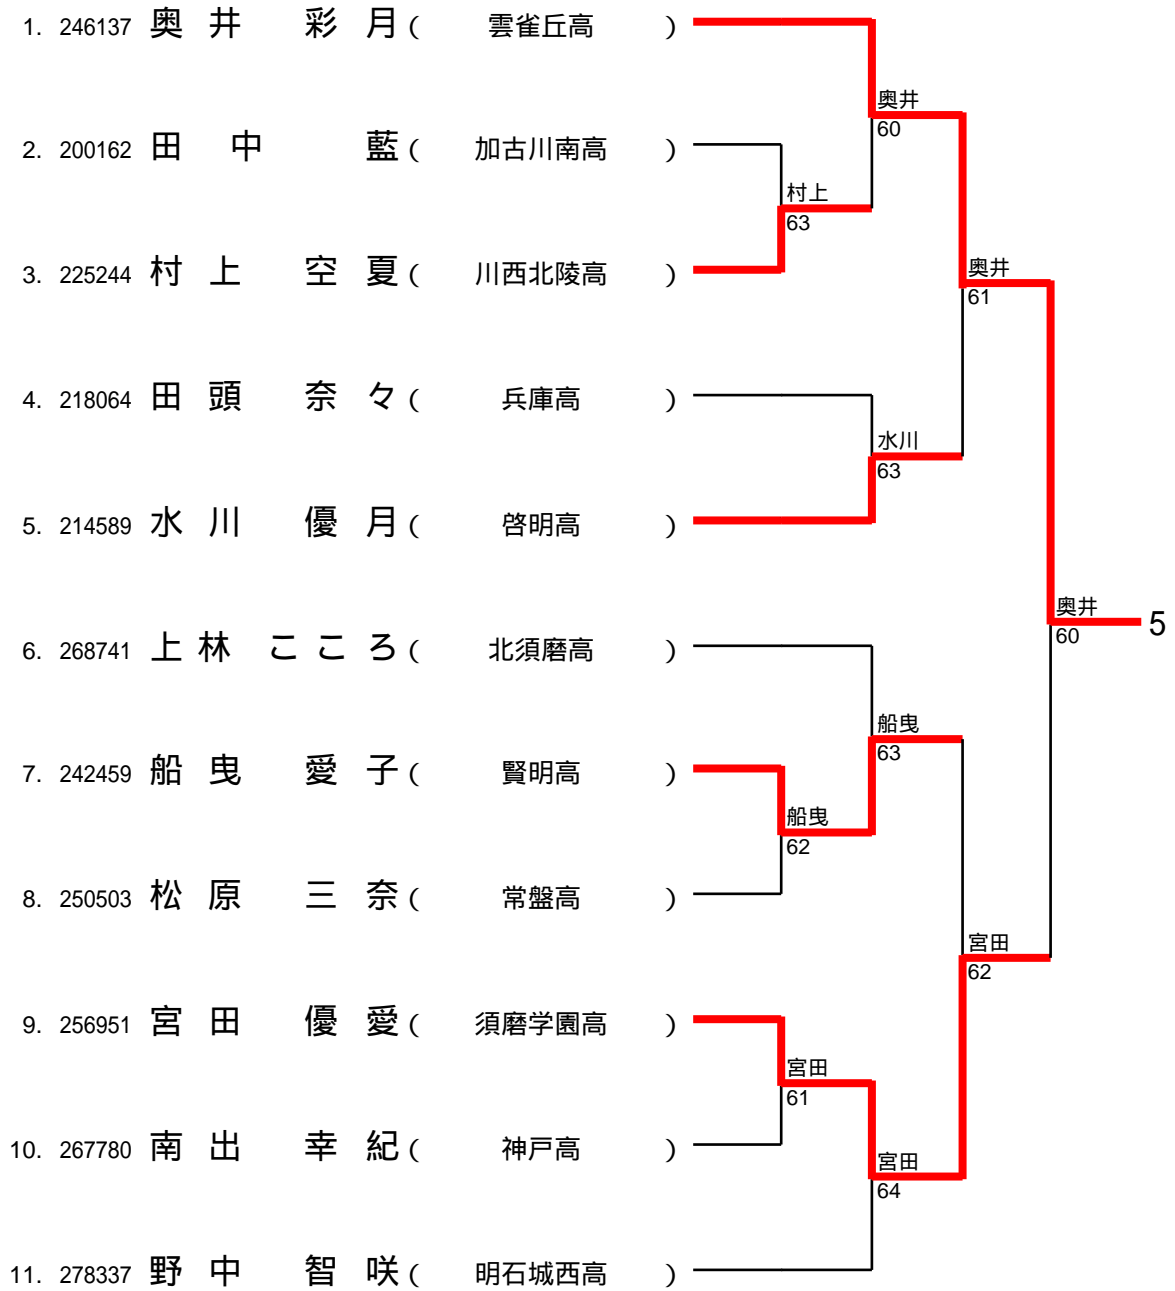 1. 246137 奥井 彩月 ( 雲雀丘高 )
奥井
60
2. 200162 田中 藍 ( 加古川南高 )
村上
63
3. 225244 村上 空夏 ( 川西北陵高 )
奥井
61
4. 218064 田頭 奈々 ( 兵庫高 )
水川
63
5. 214589 水川 優月 ( 啓明高 )
奥井
60
5
6. 268741 上林 こころ ( 北須磨高 )
船曳
63
7. 242459 船曳 愛子 ( 賢明高 )
船曳
62
8. 250503 松原 三奈 ( 常盤高 )
宮田
62
9. 256951 宮田 優愛 ( 須磨学園高 )
宮田
61
10. 267780 南出 幸紀 ( 神戸高 )
宮田
64
11. 278337 野中 智咲 ( 明石城西高 )